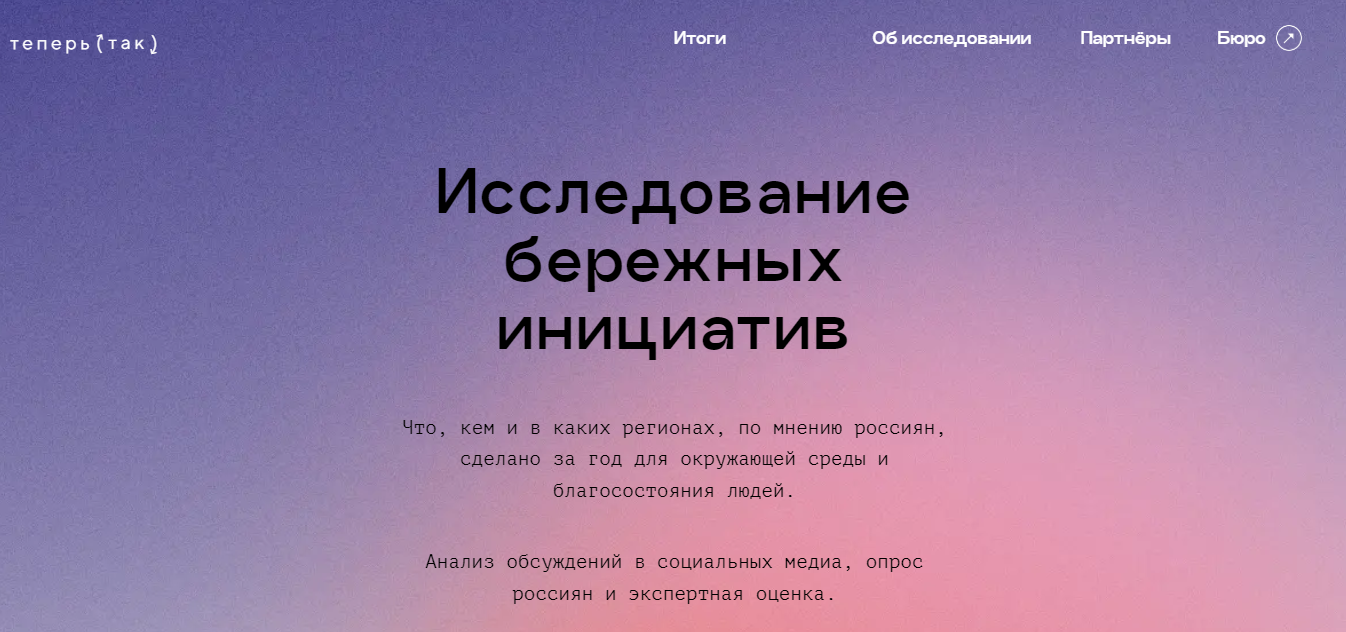 теперь (так)
Итоги
Об исследовании
Партнёры
Бюро
Исследование
бережных
инициатив
Что, кем и в каких регионах, по мнению россиян,
сделано за год для окружающей среды и
благосостояния людей.
Анализ обсуждений в социальных медиа, опрос
россиян и экспертная оценка.